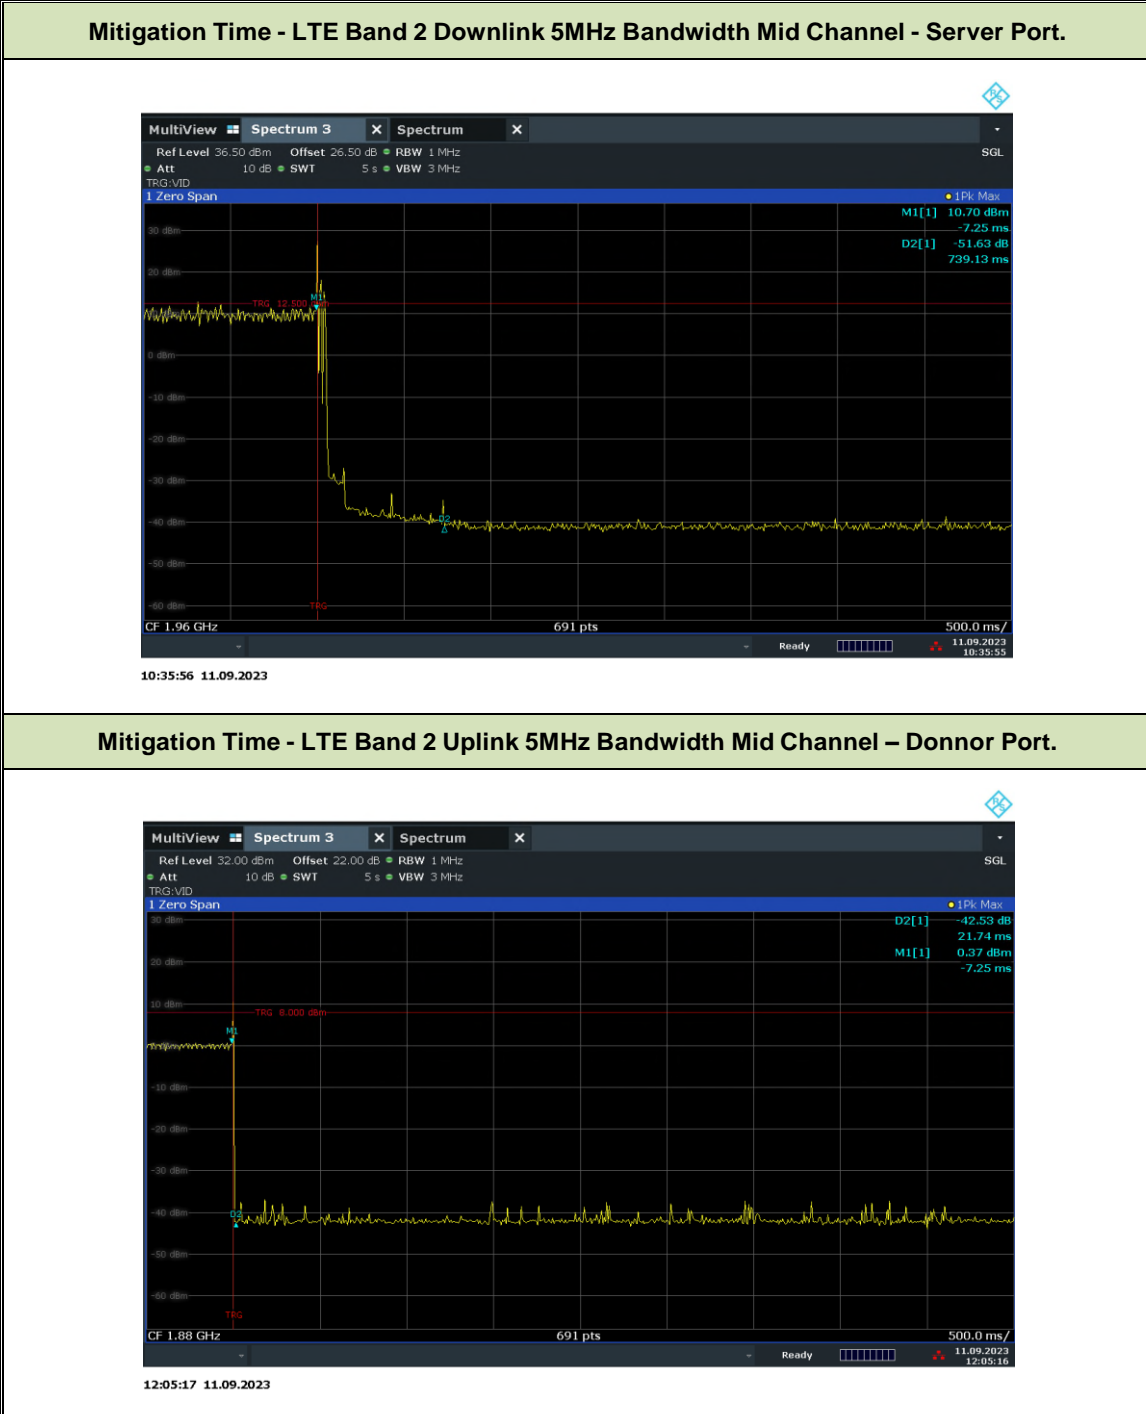 Mitigation Time - LTE Band 2 Downlink 5MHz Bandwidth Mid Channel - Server Port.
R S
MultiView Spectrum 3 X Spectrum X
Ref Level 36.50 dBm Offset 26.50 dB RBW 1 MHz SGL
Att 10 dB SWT 5 s VBW 3 MHz
TRG:VID
1 Zero Span 1Pk Max
M1[1] 10.70 dBm
-7.25 ms
D2[1] -51.63 dB
739.13 ms
30 dBm
20 dBm
M1
TRG 12.500
0 dBm
-10 dBm
-20 dBm
-30 dBm
-40 dBm
D2
-50 dBm
-60 dBm
TRG
CF 1.96 GHz 691 pts 500.0 ms/
Ready 11.09.2023
10:35:55
10:35:56 11.09.2023
Mitigation Time - LTE Band 2 Uplink 5MHz Bandwidth Mid Channel – Donnor Port.
R S
MultiView Spectrum 3 X Spectrum X
Ref Level 32.00 dBm Offset 22.00 dB RBW 1 MHz SGL
Att 10 dB SWT 5 s VBW 3 MHz
TRG:VID
1 Zero Span 1Pk Max
30 dBm
D2[1] -42.53 dB
21.74 ms
M1[1] 0.37 dBm
-7.25 ms
20 dBm
10 dBm
TRG 8.000 dBm
M1
-10 dBm
-20 dBm
-30 dBm
-40 dBm
D2
-50 dBm
-60 dBm
TRG
CF 1.88 GHz 691 pts 500.0 ms/
Ready 11.09.2023
12:05:16
12:05:17 11.09.2023